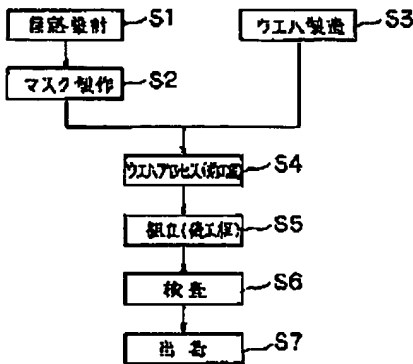 回路設計 S1
ウエハ製造 S3
マスク製作 S2
ウエハプロセス(前工程) S4
組立(後工程) S5
検査 S6
出荷 S7